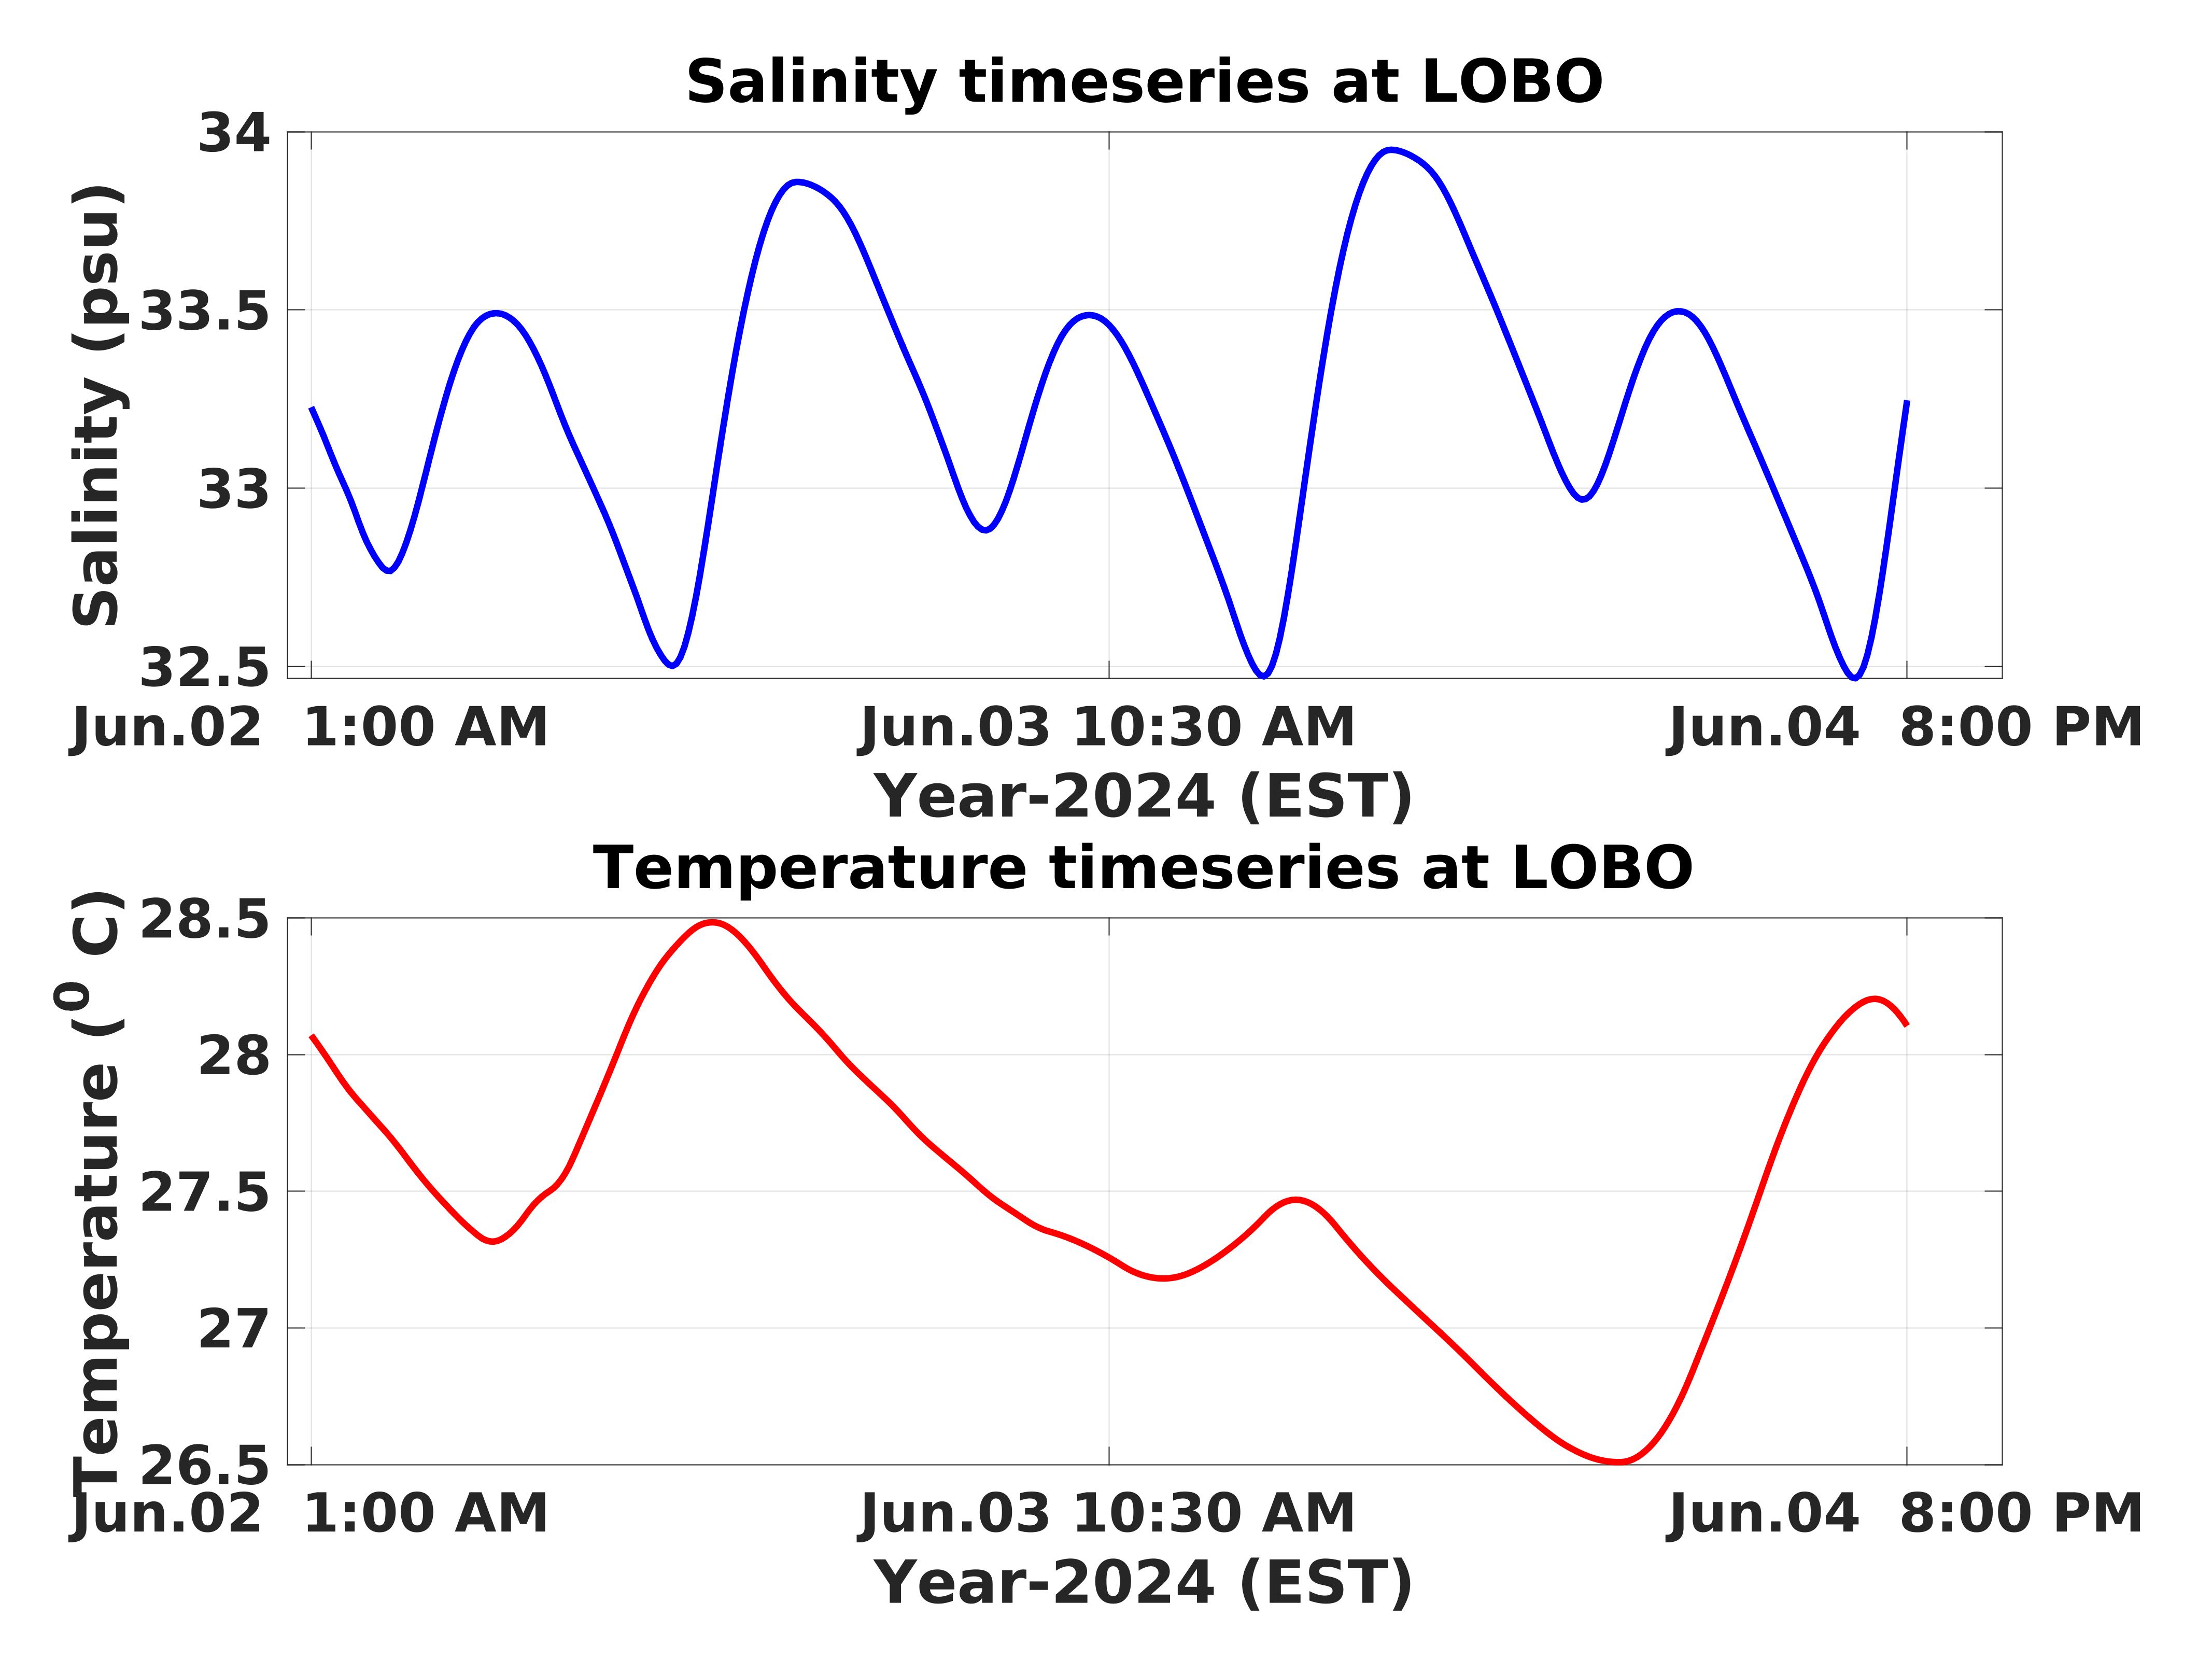 Salinity timeseries at LOBO
Salinity (psu)
34
33.5
33
32.5
Jun.02 1:00 AM
Jun.03 10:30 AM
Jun.04 8:00 PM
Year-2024 (EST)
Temperature timeseries at LOBO
Temperature (⁰ C)
28.5
28
27.5
27
26.5
Jun.02 1:00 AM
Jun.03 10:30 AM
Jun.04 8:00 PM
Year-2024 (EST)